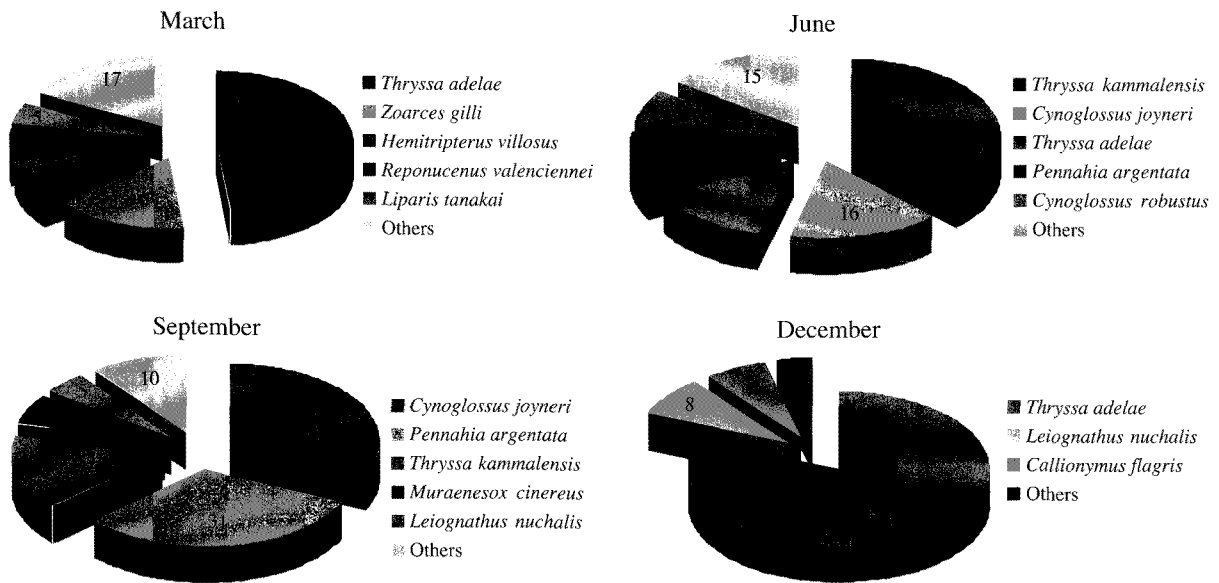 March
17
Thryssa adelae
Zoarces gilli
Hemitripterus villosus
Reponucenus valenciennei
Liparis tanakai
Others
June
15
16
Thryssa kammalensis
Cynoglossus joyneri
Thryssa adelae
Pennahia argentata
Cynoglossus robustus
Others
September
10
31
Cynoglossus joyneri
Pennahia argentata
Thryssa kammalensis
Muraenesox cinereus
Leiognathus nuchalis
Others
December
8
Thryssa adelae
Leiognathus nuchalis
Callionymus flagris
Others